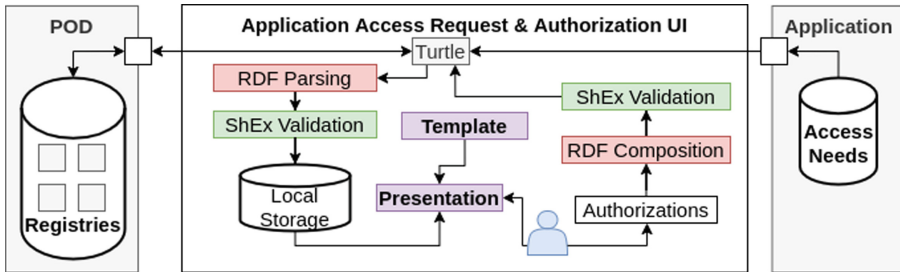 POD
Application Access Request & Authorization UI
Application
Turtle
RDF Parsing
ShEx Validation
ShEx Validation
Template
Access
Needs
RDF Composition
Local
Storage
Presentation
Authorizations
Registries